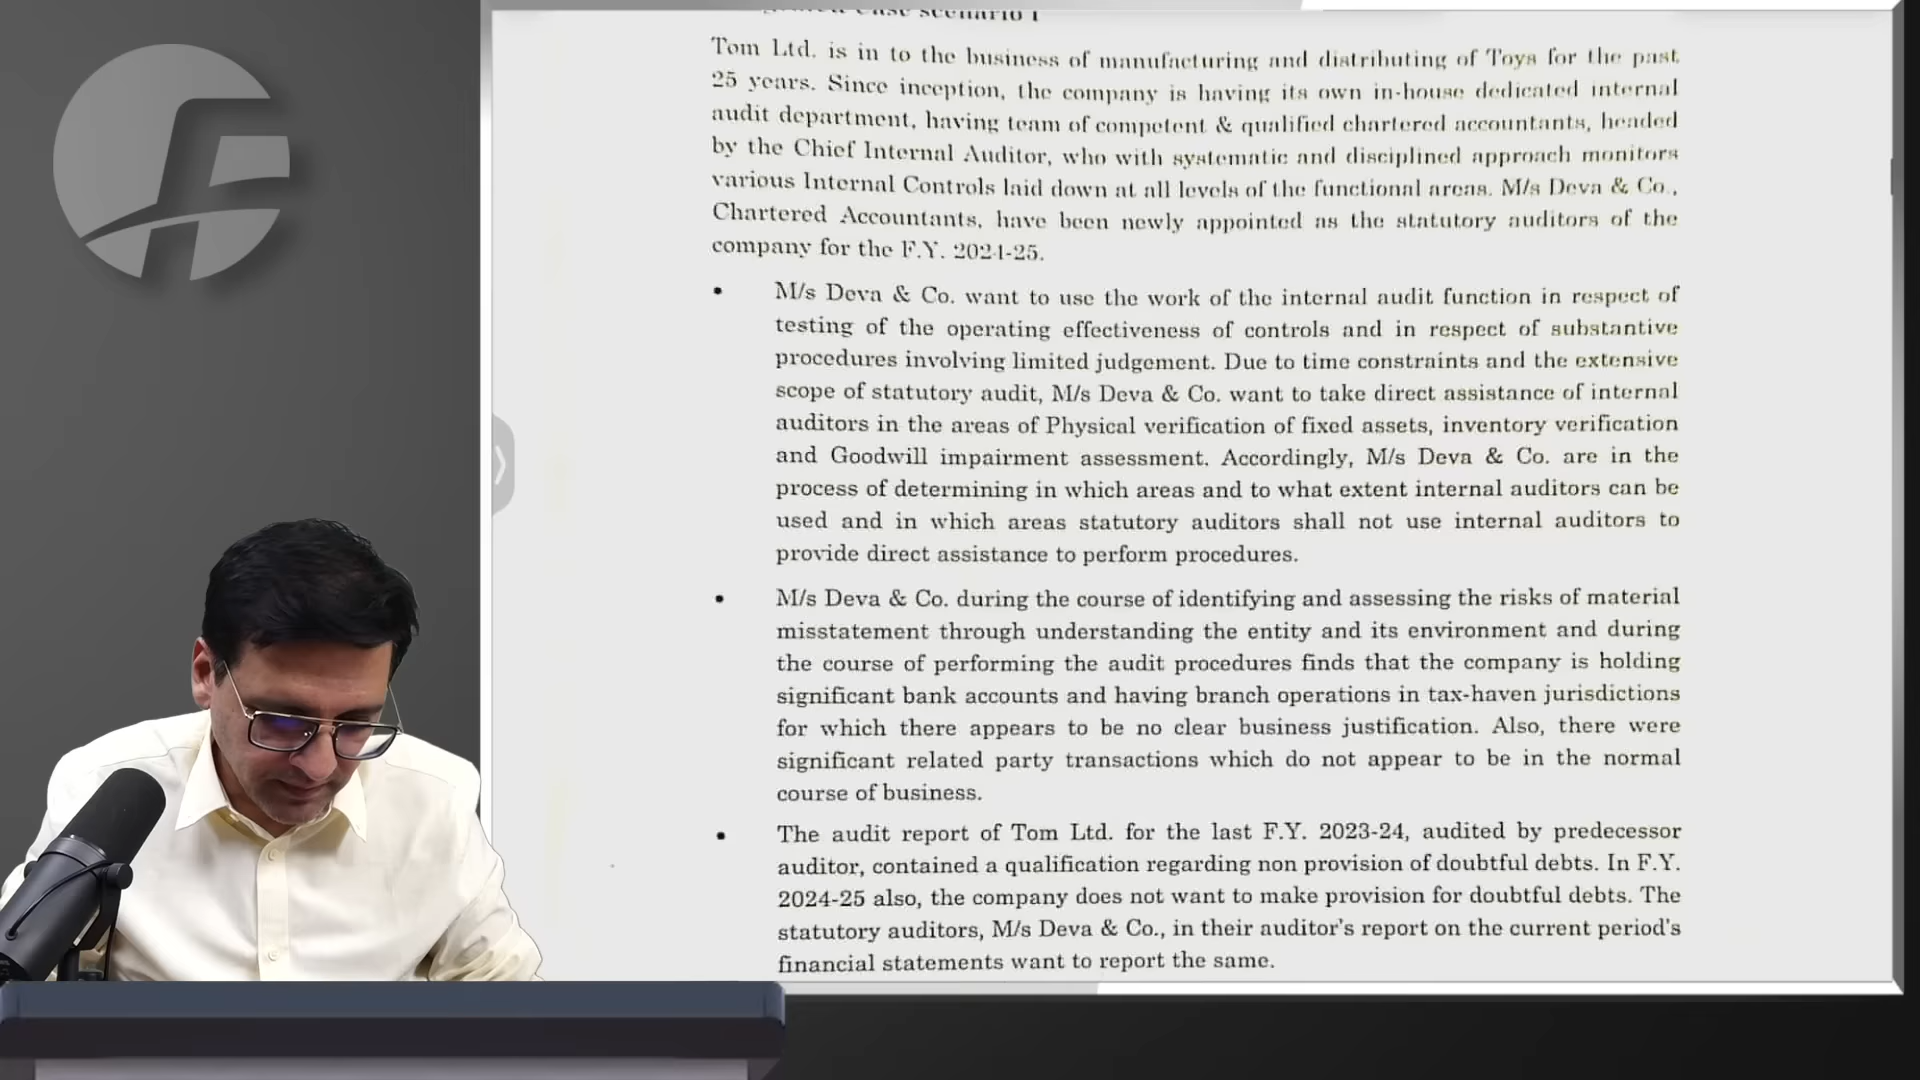 Case scenario 1
Tom Ltd. is in to the business of manufacturing and distributing of Toys for the past
25 years. Since inception, the company is having its own in-house dedicated internal
audit department, having team of competent & qualified chartered accountants, headed
by the Chief Internal Auditor, who with systematic and disciplined approach monitors
various Internal Controls laid down at all levels of the functional areas. M/s Deva & Co.,
Chartered Accountants, have been newly appointed as the statutory auditors of the
company for the F.Y. 2024-25.
• M/s Deva & Co. want to use the work of the internal audit function in respect of
testing of the operating effectiveness of controls and in respect of substantive
procedures involving limited judgement. Due to time constraints and the extensive
scope of statutory audit, M/s Deva & Co. want to take direct assistance of internal
auditors in the areas of Physical verification of fixed assets, inventory verification
and Goodwill impairment assessment. Accordingly, M/s Deva & Co. are in the
process of determining in which areas and to what extent internal auditors can be
used and in which areas statutory auditors shall not use internal auditors to
provide direct assistance to perform procedures.
• M/s Deva & Co. during the course of identifying and assessing the risks of material
misstatement through understanding the entity and its environment and during
the course of performing the audit procedures finds that the company is holding
significant bank accounts and having branch operations in tax-haven jurisdictions
for which there appears to be no clear business justification. Also, there were
significant related party transactions which do not appear to be in the normal
course of business.
• The audit report of Tom Ltd. for the last F.Y. 2023-24, audited by predecessor
auditor, contained a qualification regarding non provision of doubtful debts. In F.Y.
2024-25 also, the company does not want to make provision for doubtful debts. The
statutory auditors, M/s Deva & Co., in their auditor's report on the current period's
financial statements want to report the same.